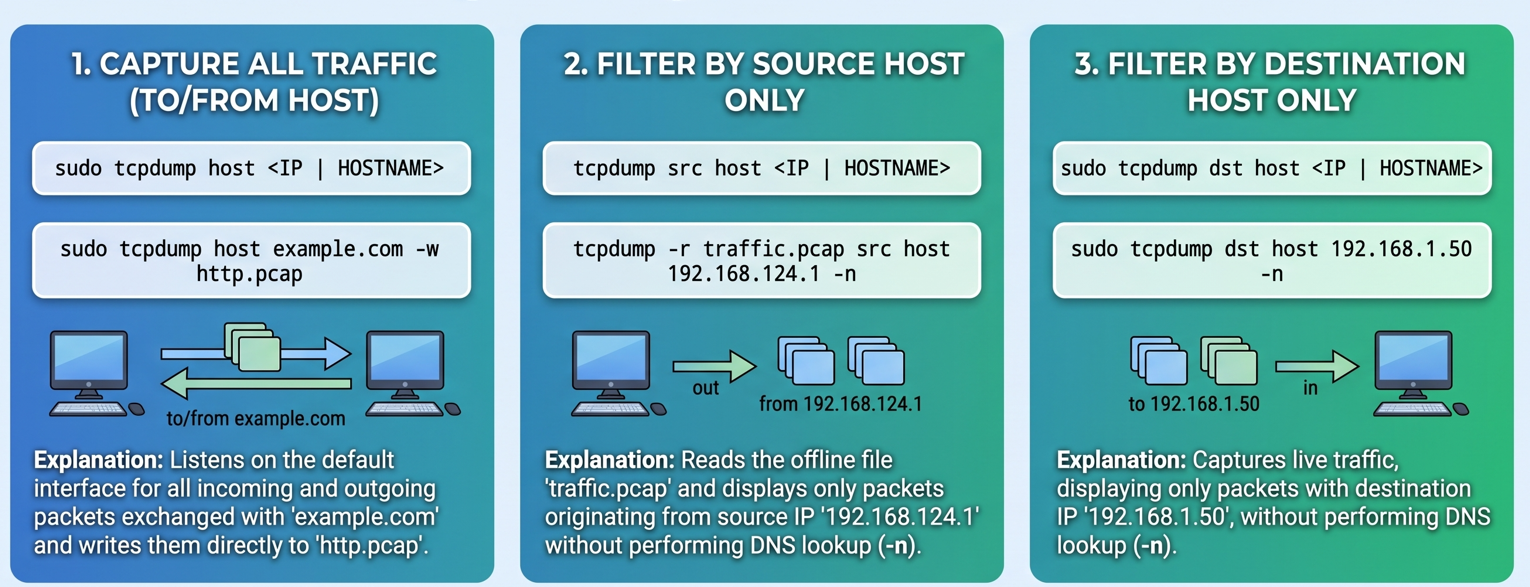 1. CAPTURE ALL TRAFFIC
(TO/FROM HOST)
sudo tcpdump host <IP | HOSTNAME>
sudo tcpdump host example.com -w
http.pcap
to/from example.com
Explanation: Listens on the default
interface for all incoming and outgoing
packets exchanged with 'example.com'
and writes them directly to 'http.pcap'.
2. FILTER BY SOURCE HOST
ONLY
tcpdump src host <IP | HOSTNAME>
tcpdump -r traffic.pcap src host
192.168.124.1 -n
out
from 192.168.124.1
Explanation: Reads the offline file
'traffic.pcap' and displays only packets
originating from source IP '192.168.124.1'
without performing DNS lookup (-n).
3. FILTER BY DESTINATION
HOST ONLY
sudo tcpdump dst host <IP | HOSTNAME>
sudo tcpdump dst host 192.168.1.50
-n
to 192.168.1.50
in
Explanation: Captures live traffic,
displaying only packets with destination
IP '192.168.1.50', without performing DNS
lookup (-n).